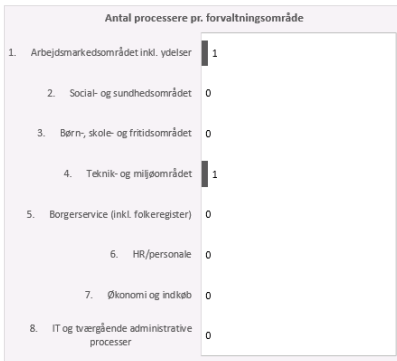 Antal processere pr. forvaltningsområde
1. Arbejdsmarkedsområdet inkl. ydelser 1
2. Social- og sundhedsområdet 0
3. Børn-, skole- og fritidsområdet 0
4. Teknik- og miljøområdet 1
5. Borgerservice (inkl. folkeregister) 0
6. HR/personale 0
7. Økonomi og indkøb 0
8. IT og tværgående administrative
processer 0